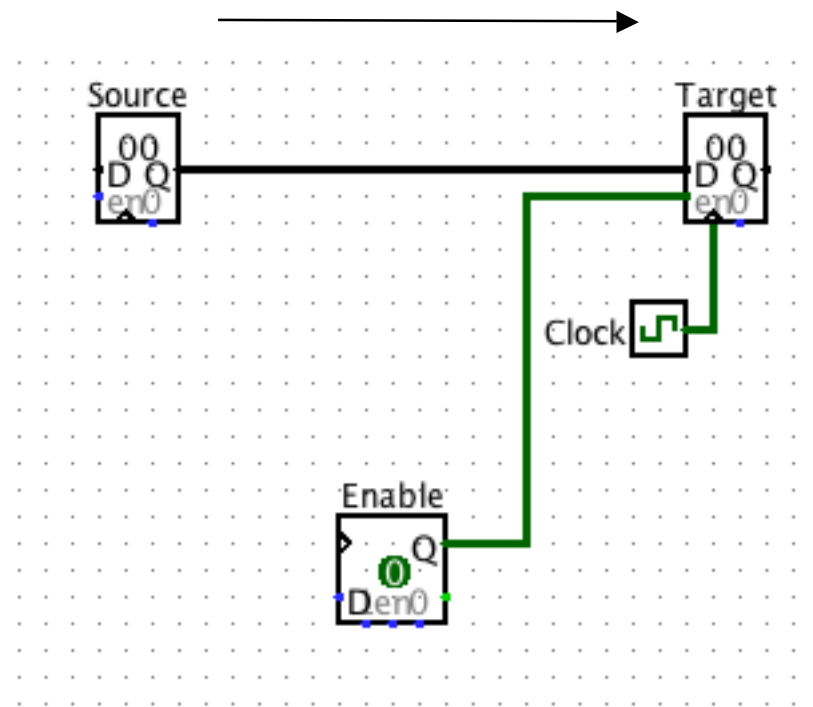 Source
00
D Q
en0
Target
00
D Q
en0
Clock
Enable
Q
0
D en0